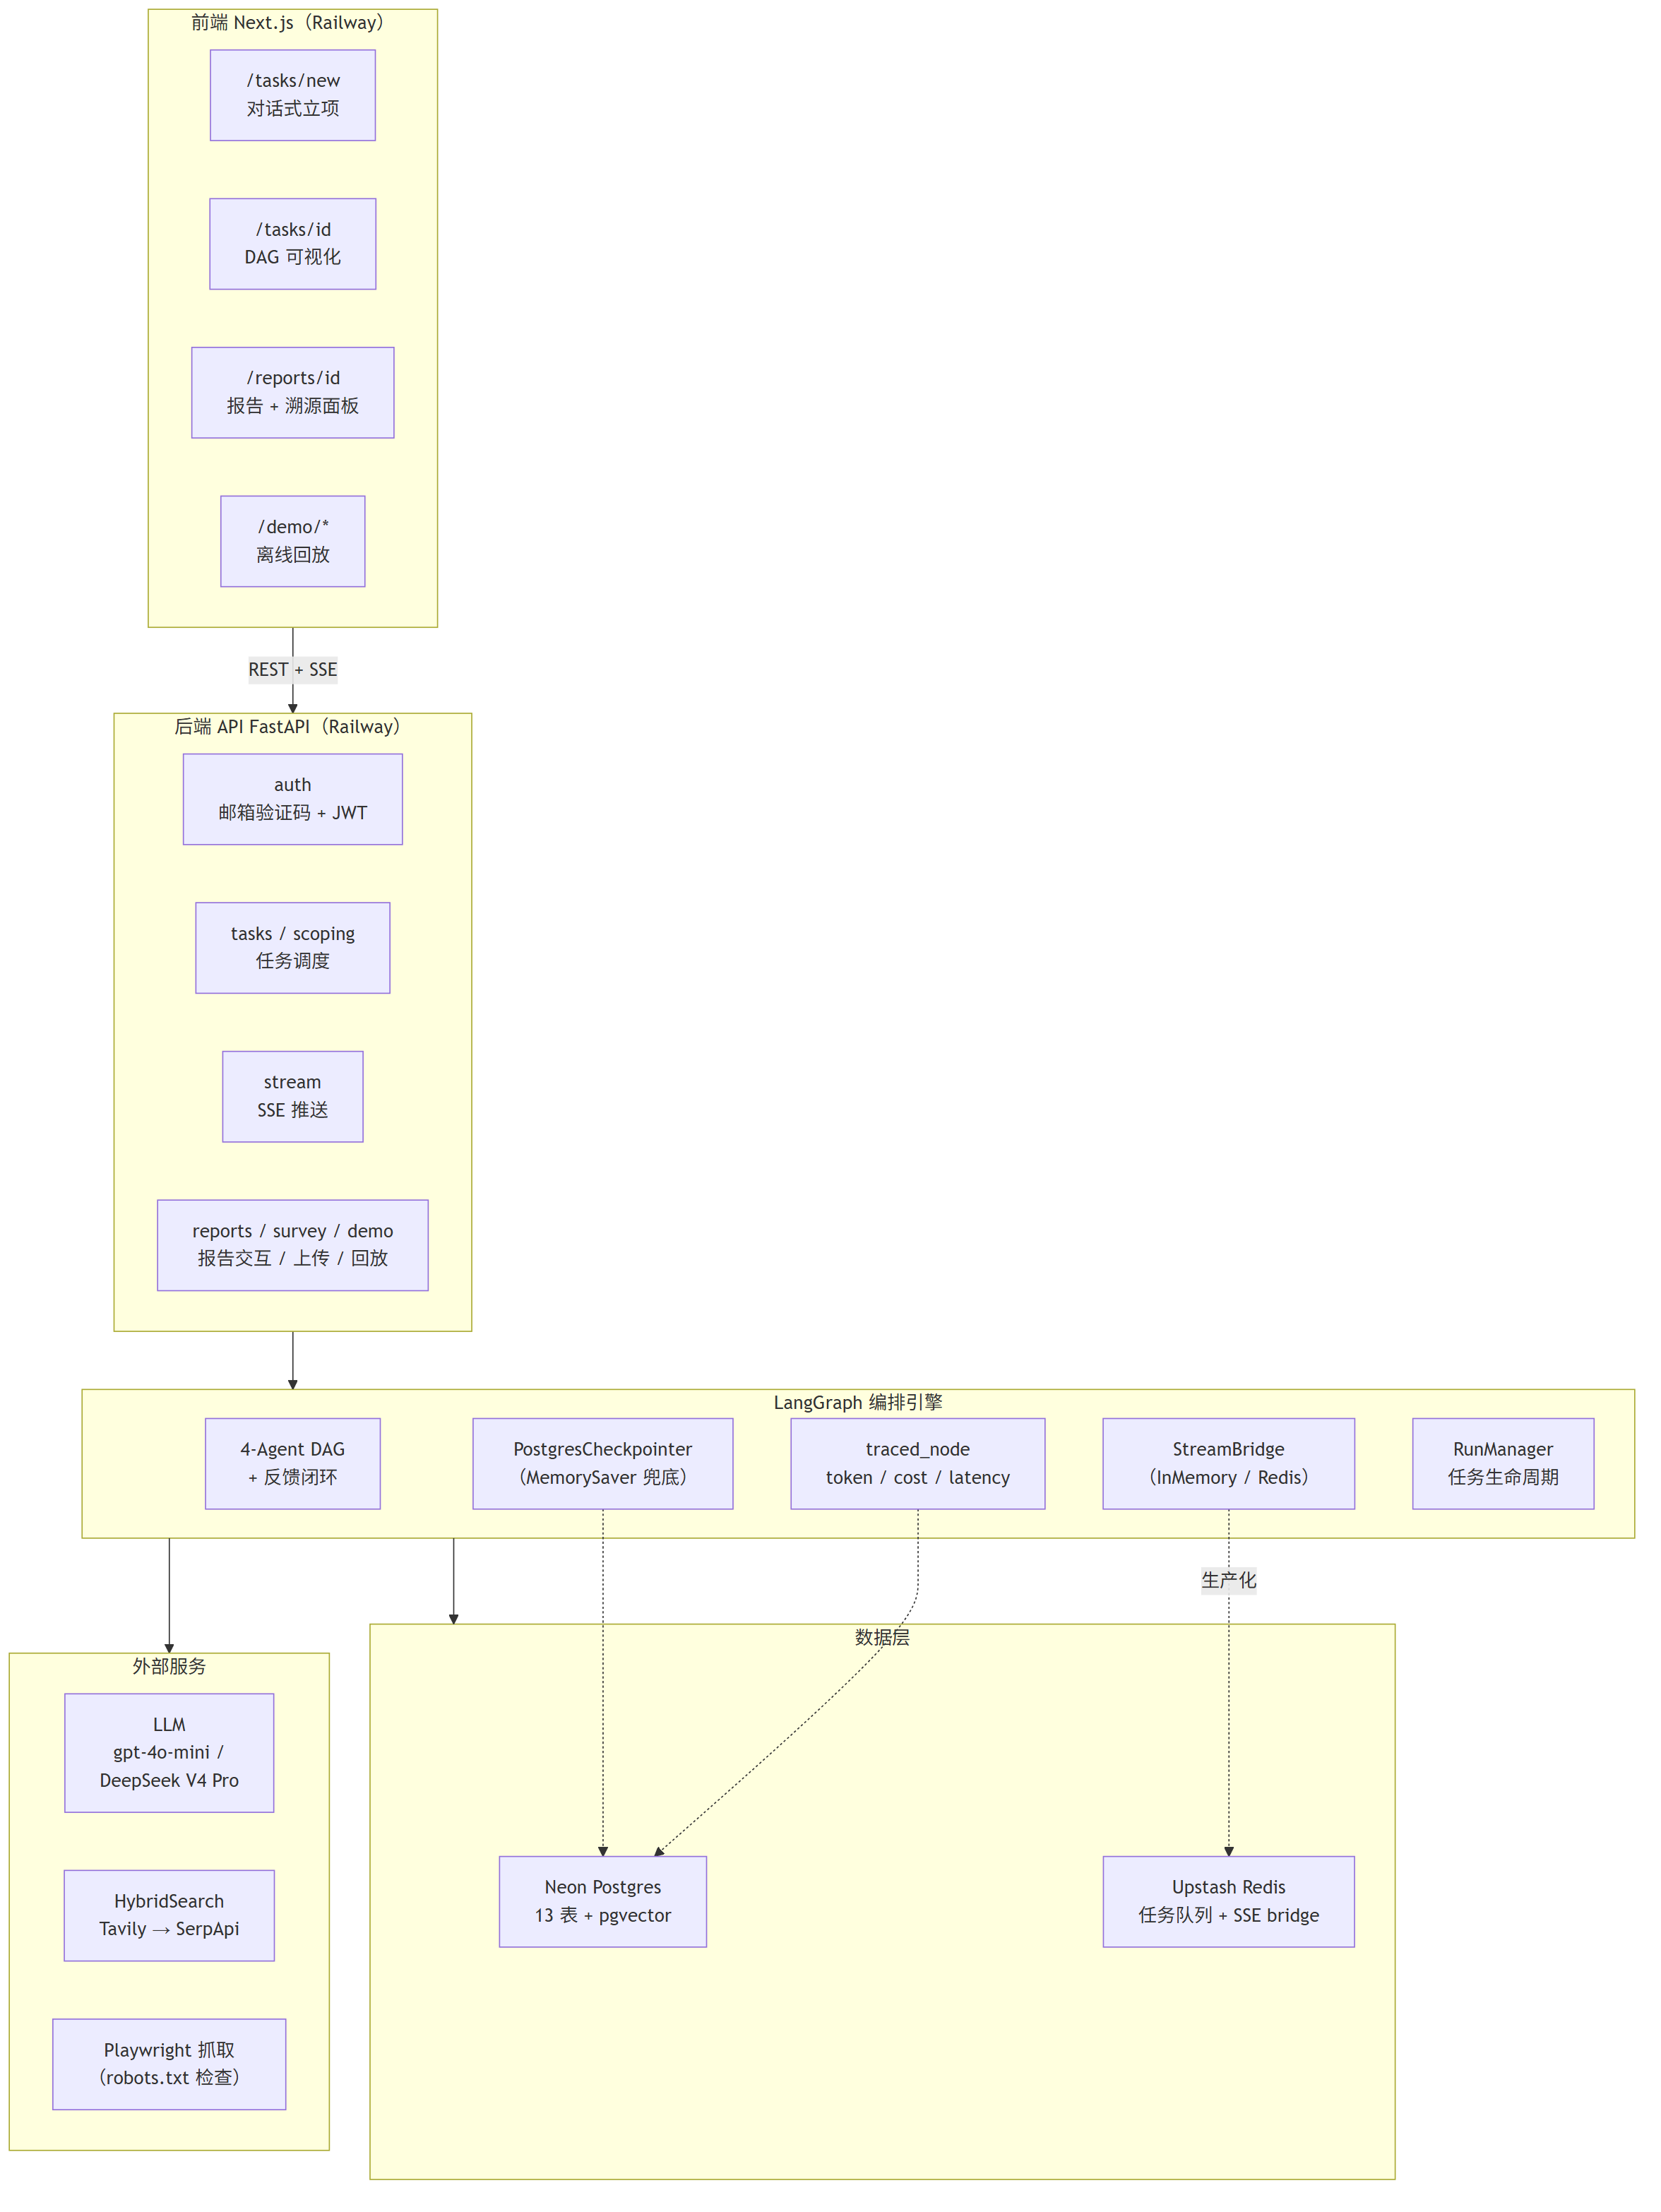 前端 Next.js（Railway）
/tasks/new
对话式立项
/tasks/id
DAG 可视化
/reports/id
报告 + 溯源面板
/demo/*
离线回放
REST + SSE
后端 API FastAPI（Railway）
auth
邮箱验证码 + JWT
tasks / scoping
任务调度
stream
SSE 推送
reports / survey / demo
报告交互 / 上传 / 回放
LangGraph 编排引擎
4-Agent DAG
+ 反馈闭环
PostgresCheckpointer
（MemorySaver 兜底）
traced_node
token / cost / latency
StreamBridge
（InMemory / Redis）
RunManager
任务生命周期
生产化
外部服务
LLM
gpt-4o-mini /
DeepSeek V4 Pro
HybridSearch
Tavily → SerpApi
Playwright 抓取
（robots.txt 检查）
数据层
Neon Postgres
13 表 + pgvector
Upstash Redis
任务队列 + SSE bridge